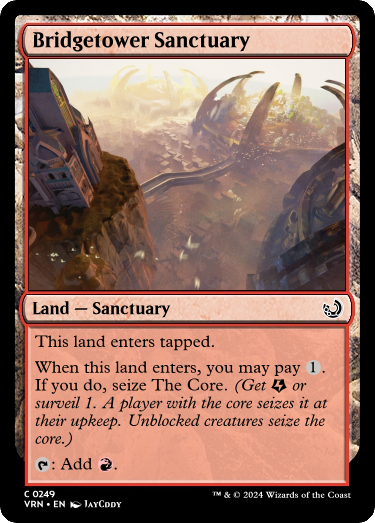 Bridgetower Sanctuary
Land — Sanctuary
This land enters tapped.
When this land enters, you may pay 1.
If you do, seize The Core. (Get or
surveil 1. A player with the core seizes it at
their upkeep. Unblocked creatures seize the
core.)
: Add .
C 0249
VRN • EN JayCddy
™ & © 2024 Wizards of the Coast